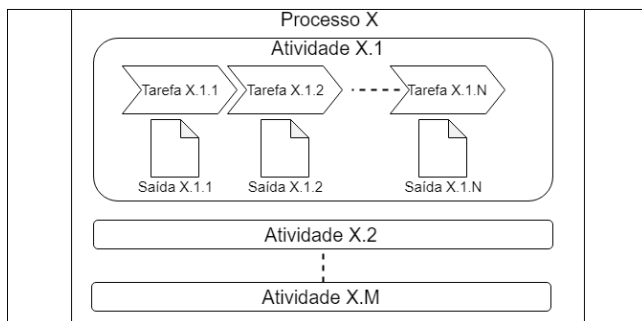 Processo X
Atividade X.1
Tarefa X.1.1
Tarefa X.1.2
Tarefa X.1.N
Saída X.1.1
Saída X.1.2
Saída X.1.N
Atividade X.2
Atividade X.M